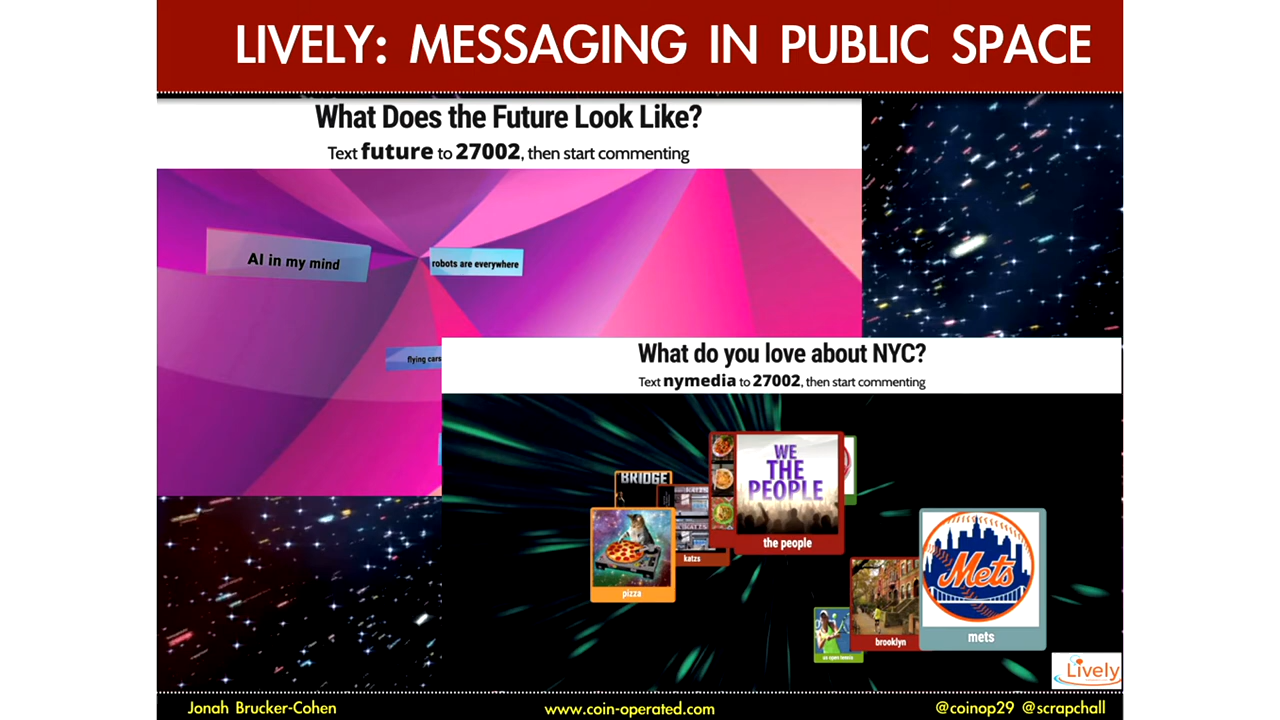 LIVELY: MESSAGING IN PUBLIC SPACE
What Does the Future Look Like?
Text future to 27002, then start commenting
AI in my mind
robots are everywhere
flying cars
What do you love about NYC?
Text nymedia to 27002, then start commenting
BRIDGE
WE
THE
PEOPLE
the people
katzs
pizza
Mets
mets
brooklyn
us open tennis
Lively
Jonah Brucker-Cohen
www.coin-operated.com
@coinop29 @scrapchall